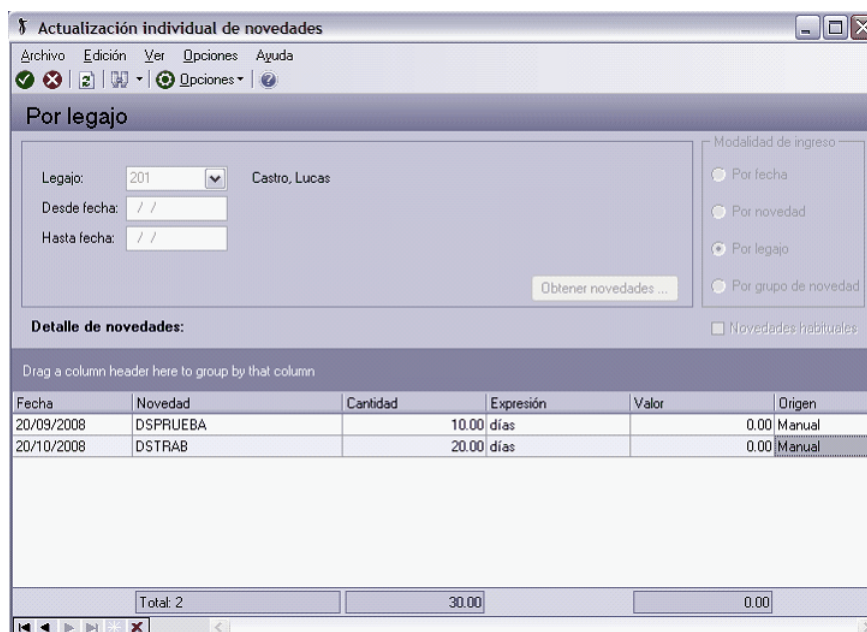 Actualización individual de novedades
Archivo Edición Ver Opciones Ayuda
Opciones
Por legajo
Modalidad de ingreso
Legajo: 201 Castro, Lucas
Por fecha
Desde fecha: / /
Por novedad
Hasta fecha: / /
Por legajo
Obtener novedades ...
Por grupo de novedad
Detalle de novedades:
Novedades habituales
Drag a column header here to group by that column
Fecha Novedad Cantidad Expresión Valor Origen
20/09/2008 DSPRUEBA 10.00 días 0.00 Manual
20/10/2008 DSTRAB 20.00 días 0.00 Manual
Total: 2 30.00 0.00